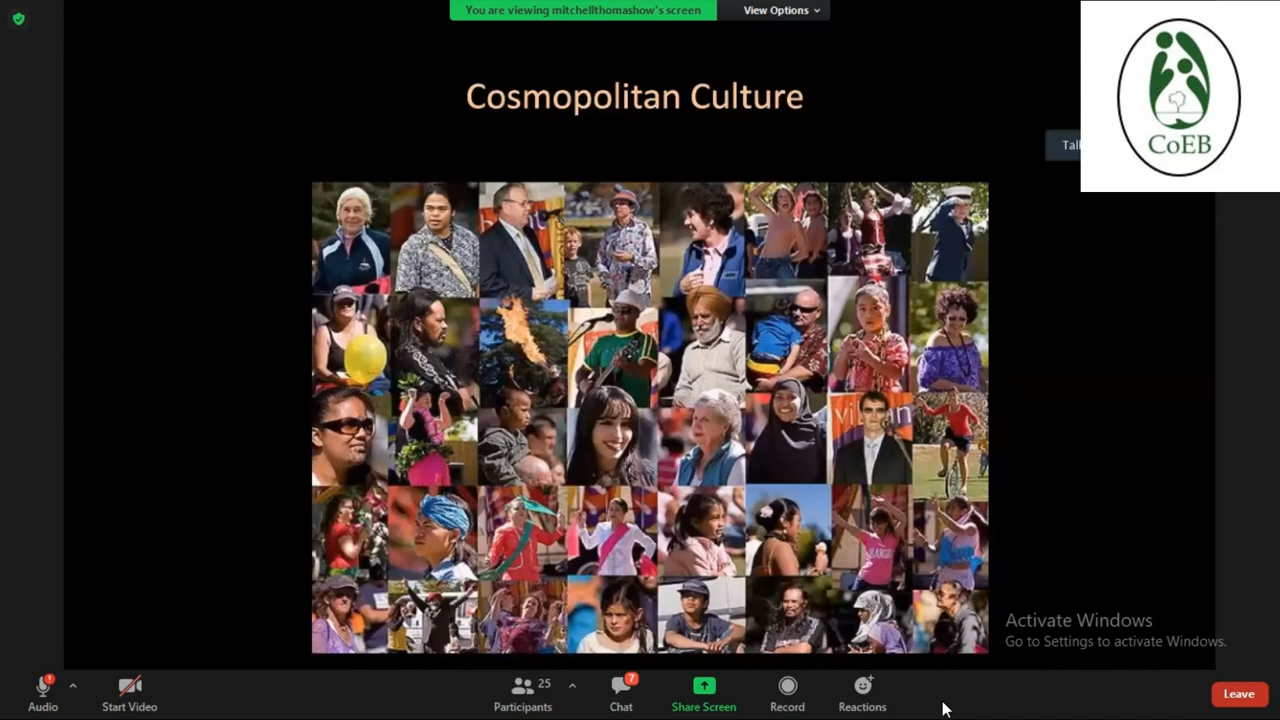 You are viewing mitchellthomashow's screen
View Options
Cosmopolitan Culture
CoEB
Activate Windows
Go to Settings to activate Windows.
Audio
Start Video
25
Participants
7
Chat
Share Screen
Record
Reactions
Leave